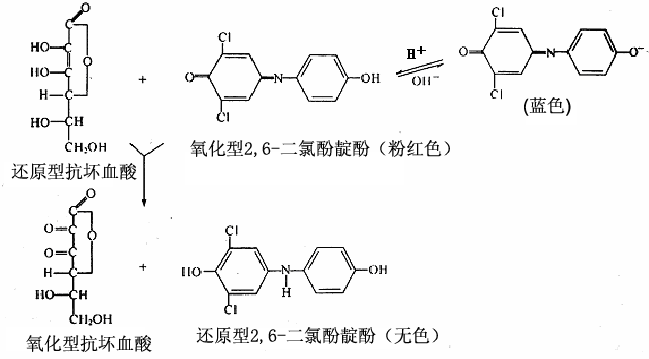 O
Cl
HO
HO
O
H
HO
H
CH₂OH
+
O
N
OH
Cl
H⁺
OH⁻
Cl
O
N
O⁻
Cl
(蓝色)
还原型抗坏血酸
氧化型2,6-二氯酚靛酚（粉红色）
O
O
O
O
H
HO
H
CH₂OH
+
Cl
HO
N
H
OH
Cl
氧化型抗坏血酸
还原型2,6-二氯酚靛酚（无色）